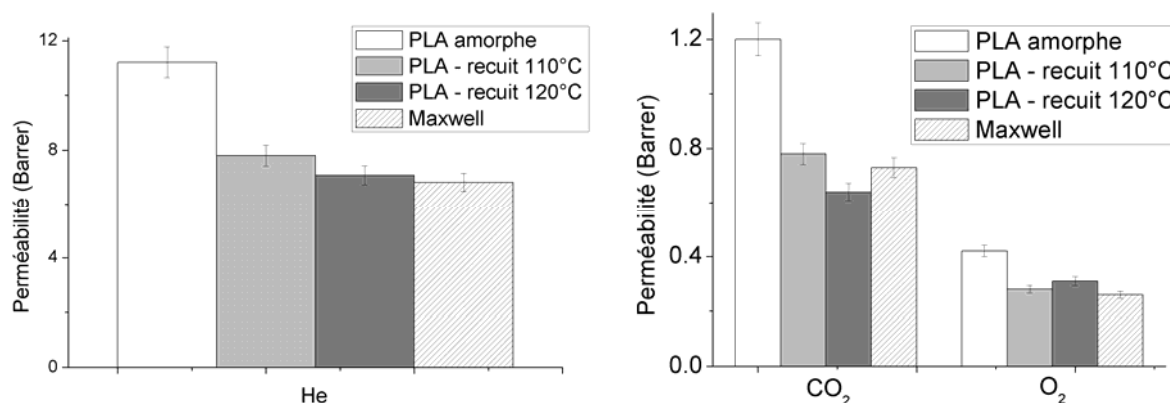 Perméabilité (Barrer)
12
8
4
0
PLA amorphe
PLA - recuit 110°C
PLA - recuit 120°C
Maxwell
He
Perméabilité (Barrer)
1.2
0.8
0.4
0.0
PLA amorphe
PLA - recuit 110°C
PLA - recuit 120°C
Maxwell
CO₂
O₂